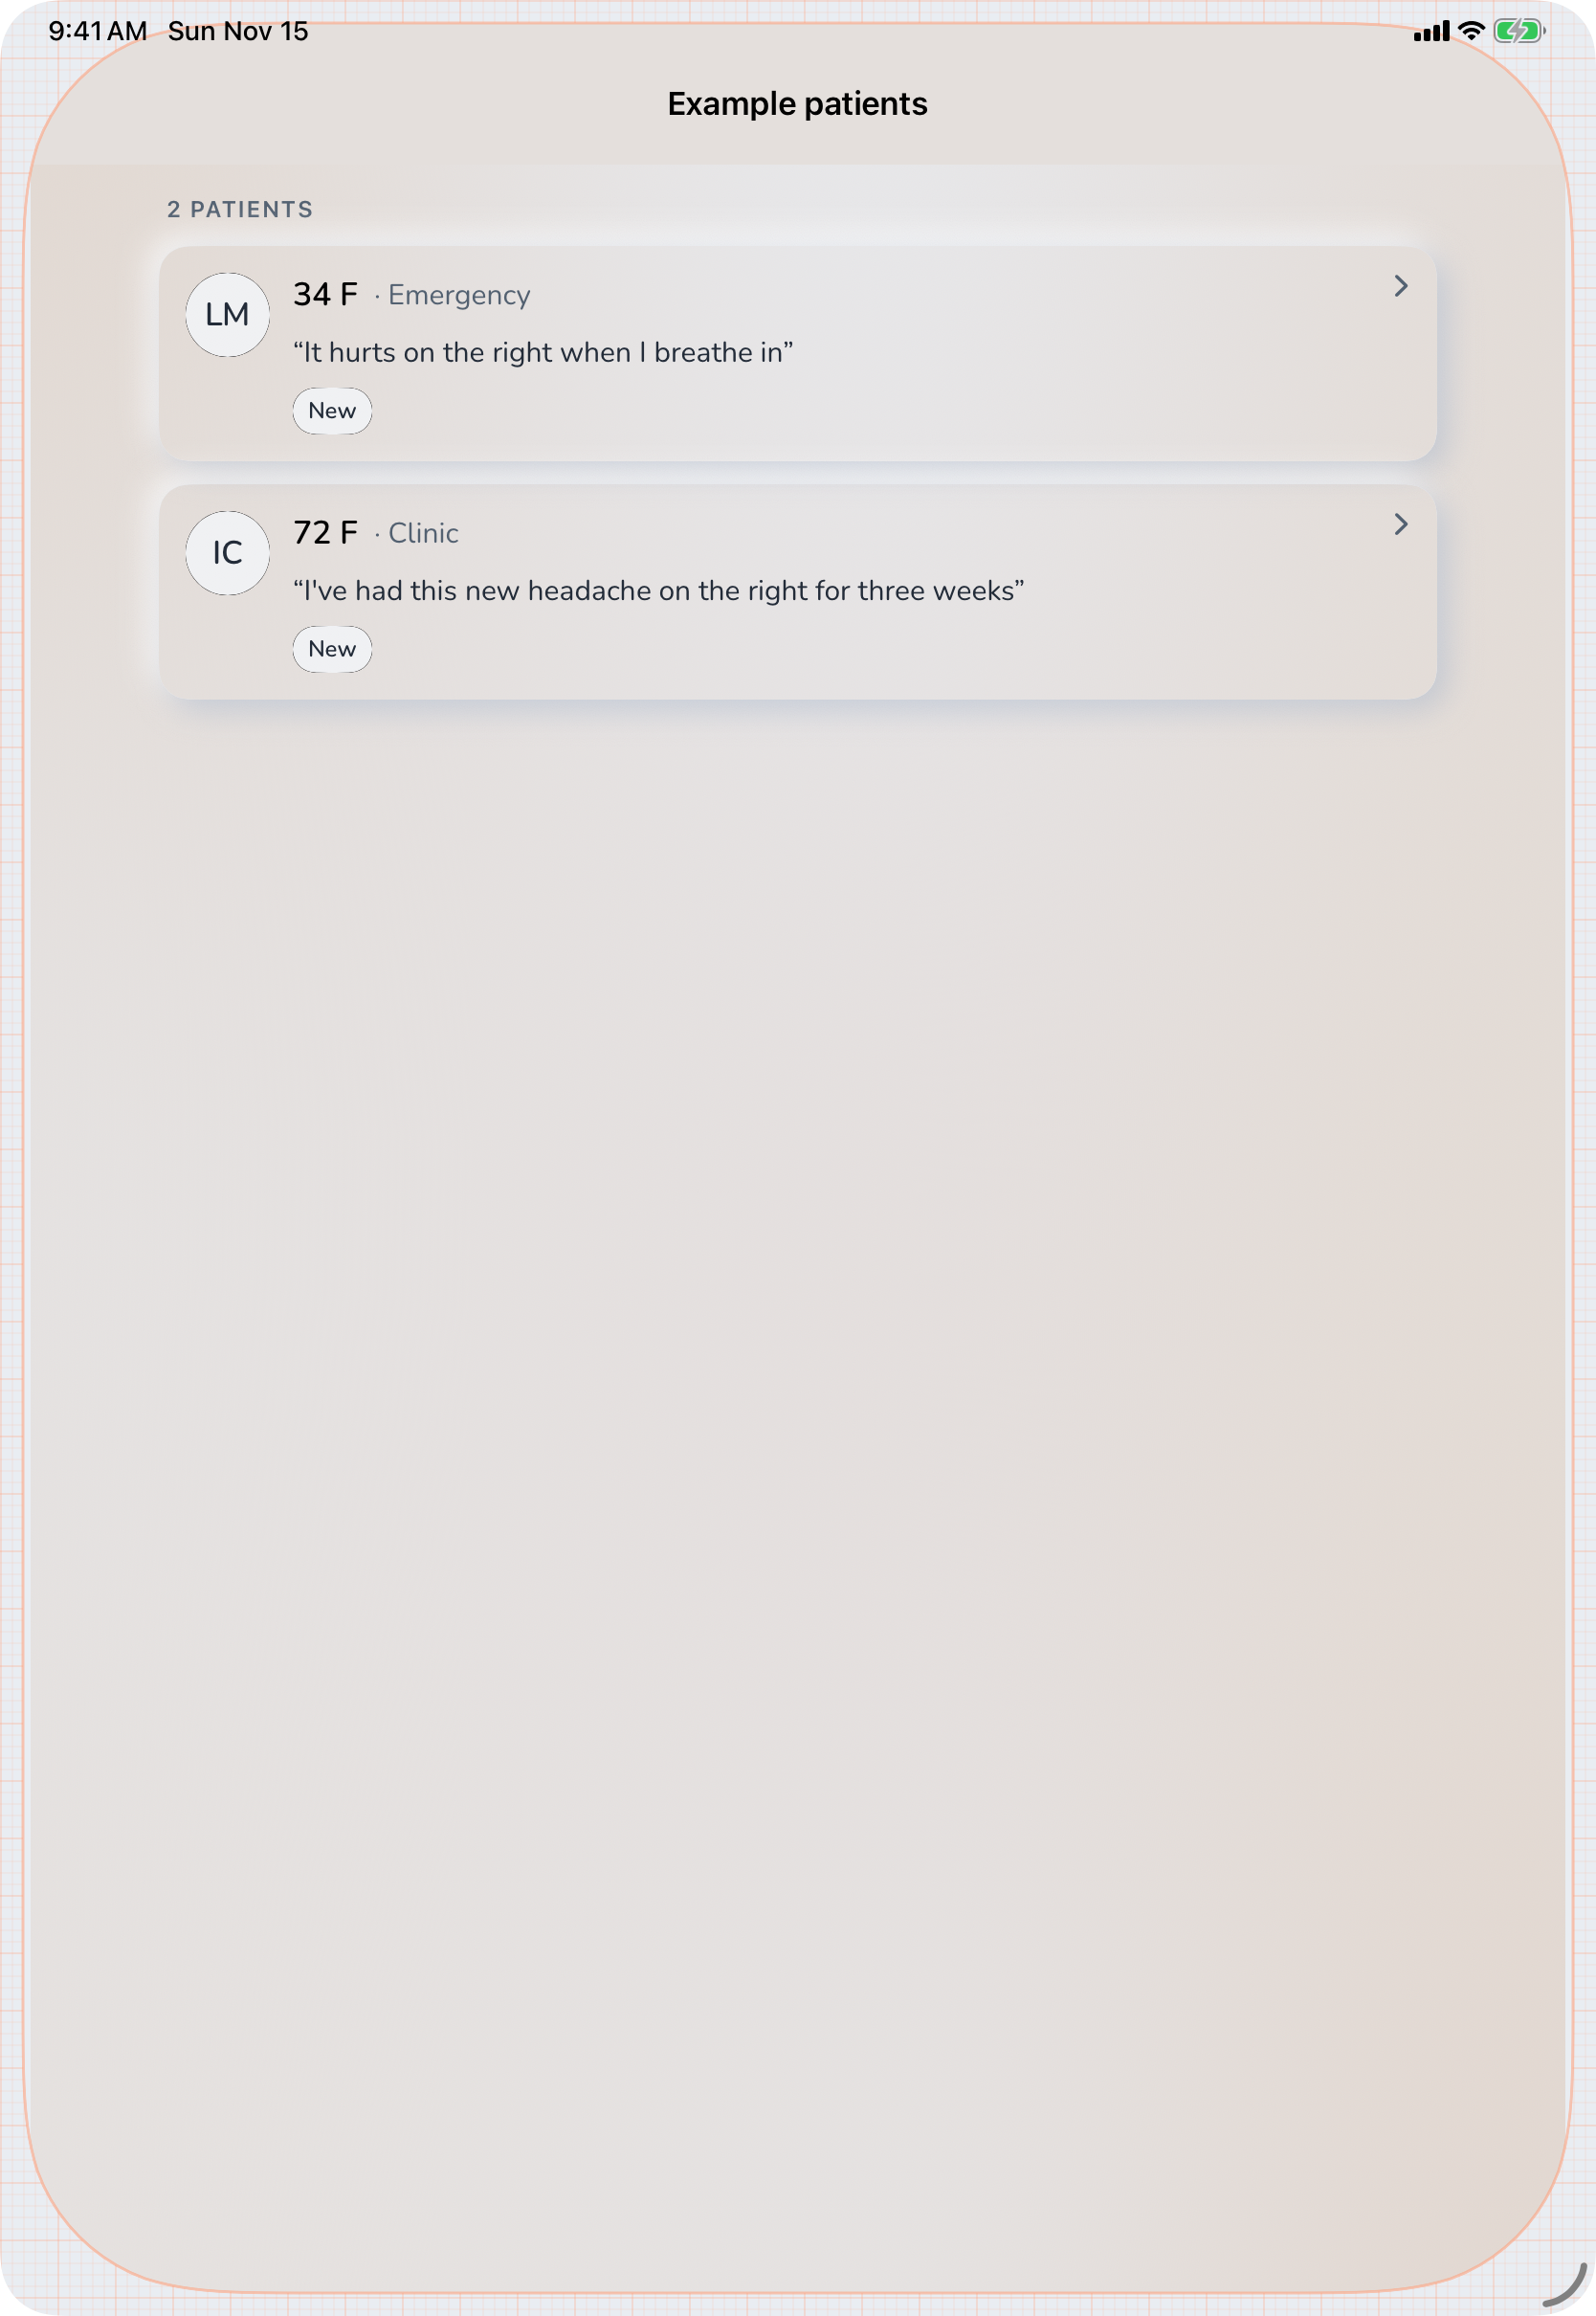 9:41 AM Sun Nov 15
Example patients
2 PATIENTS
LM
34 F · Emergency
“It hurts on the right when I breathe in”
New
IC
72 F · Clinic
“I've had this new headache on the right for three weeks”
New